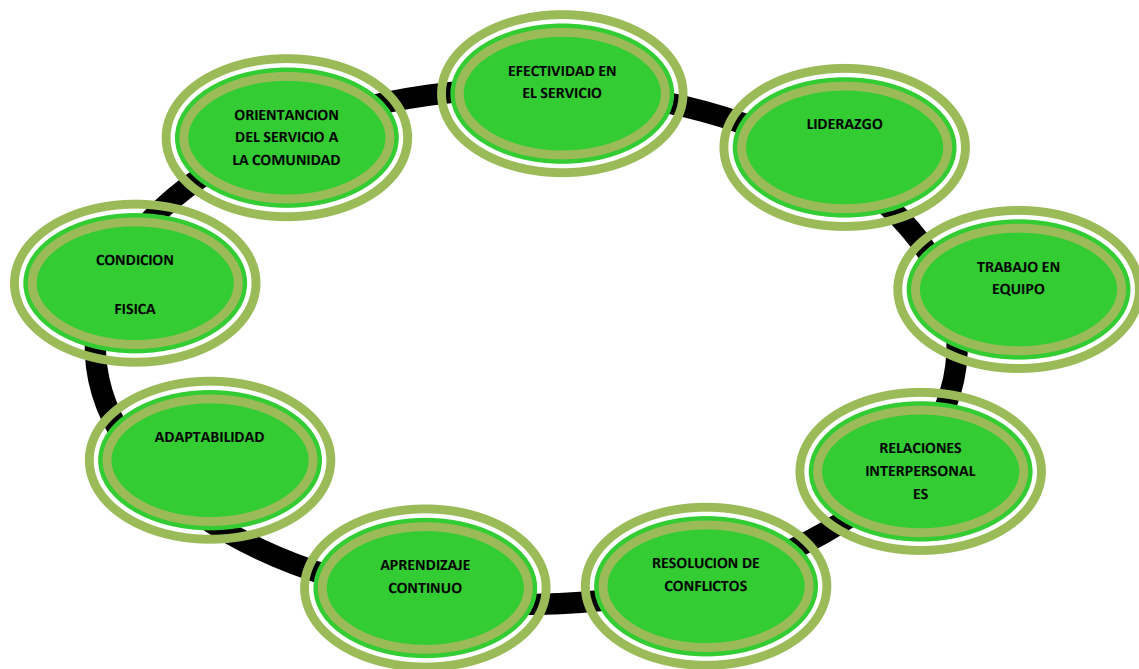 EFECTIVIDAD EN
EL SERVICIO
LIDERAZGO
TRABAJO EN
EQUIPO
RELACIONES
INTERPERSONAL
ES
RESOLUCION DE
CONFLICTOS
APRENDIZAJE
CONTINUO
ADAPTABILIDAD
CONDICION
FISICA
ORIENTANCION
DEL SERVICIO A
LA COMUNIDAD